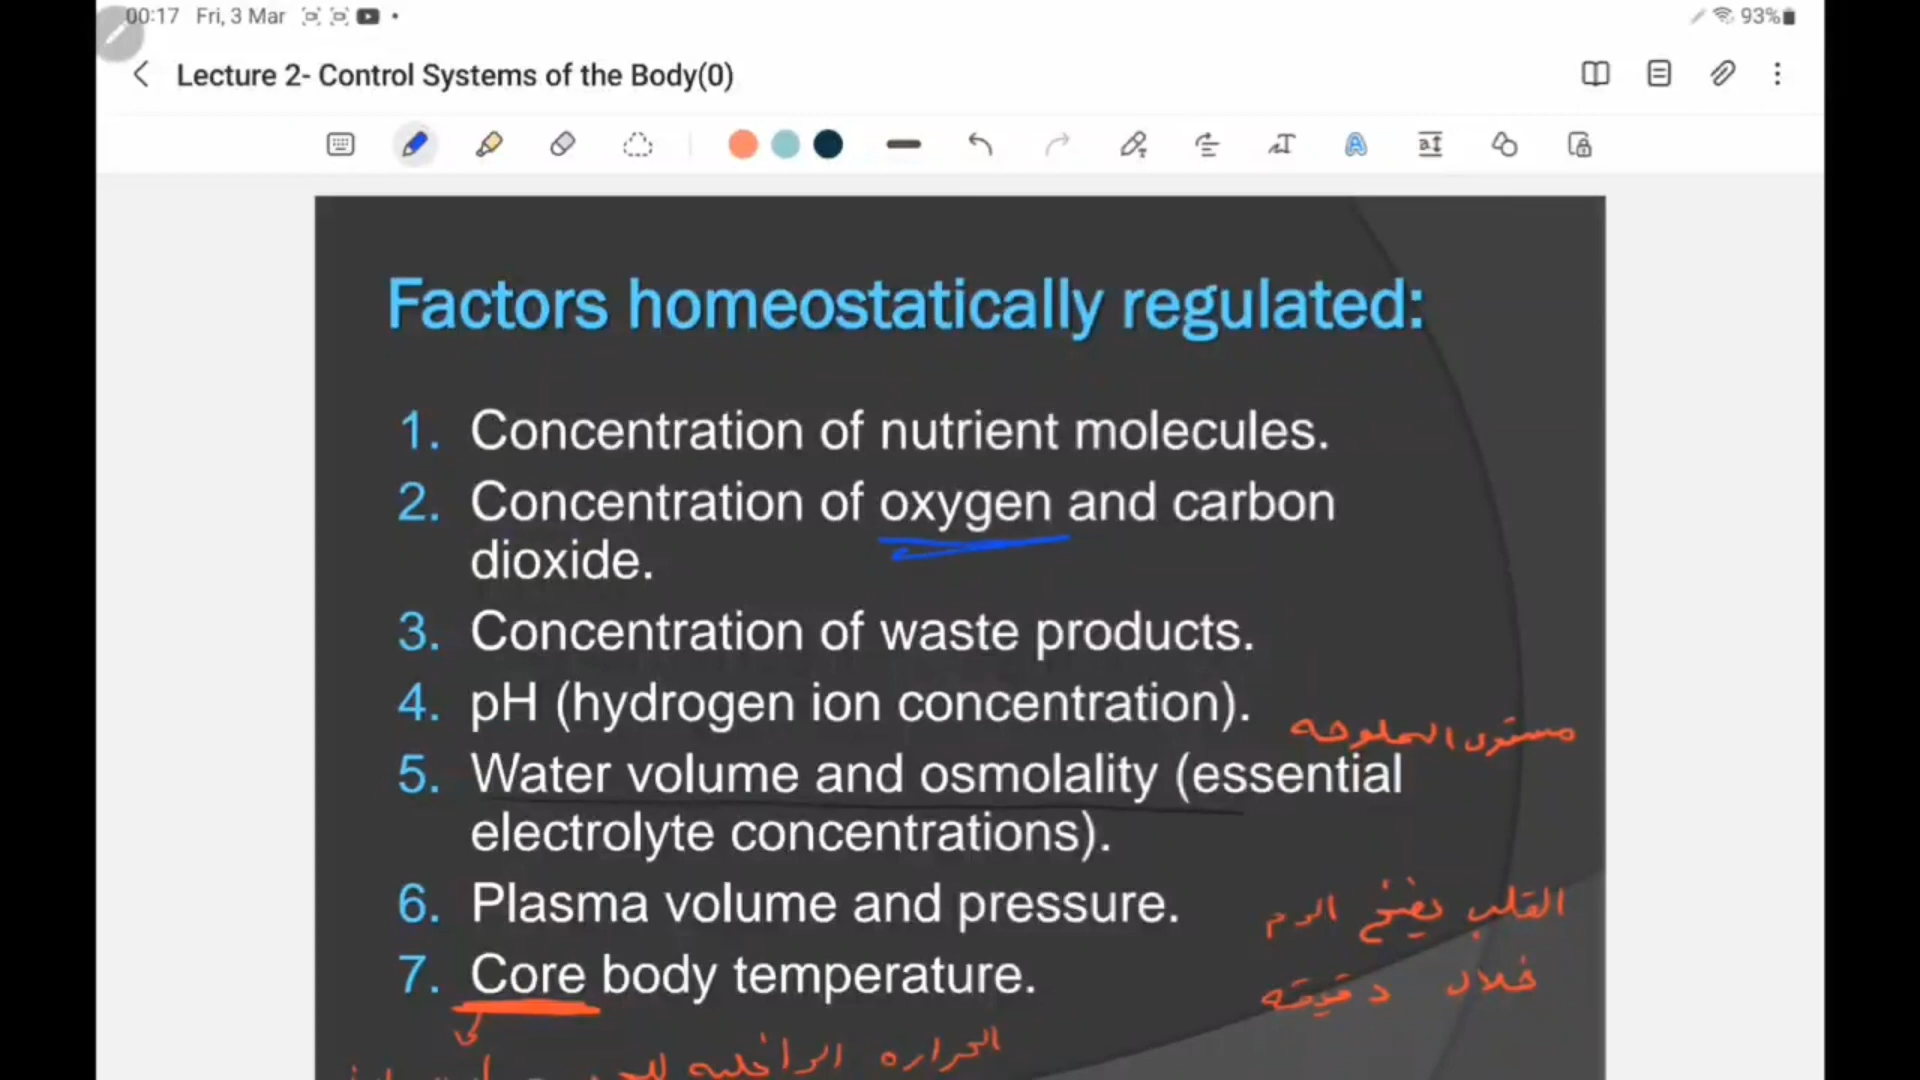 00:17 Fri, 3 Mar 93%
Lecture 2- Control Systems of the Body(0)
Factors homeostatically regulated:
1. Concentration of nutrient molecules.
2. Concentration of oxygen and carbon
dioxide.
3. Concentration of waste products.
4. pH (hydrogen ion concentration).
مستوى الملوحه
5. Water volume and osmolality (essential
electrolyte concentrations).
6. Plasma volume and pressure.
القلب يضخ الدم
7. Core body temperature.
خلال دقيقه
الحراره الداخليه